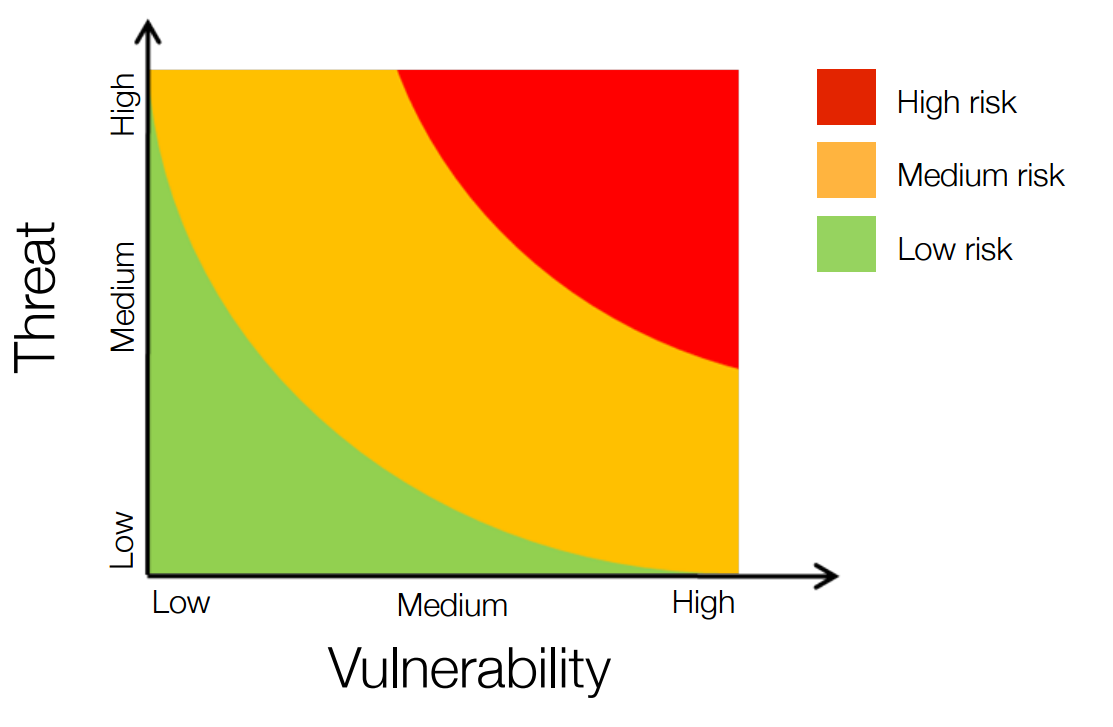 Threat
High
Medium
Low
Low
Medium
High
Vulnerability
High risk
Medium risk
Low risk